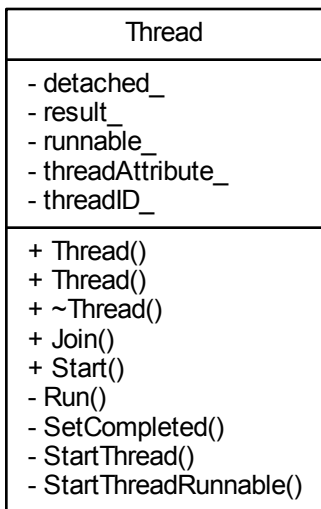 Thread
- detached_
- result_
- runnable_
- threadAttribute_
- threadID_
+ Thread()
+ Thread()
+ ~Thread()
+ Join()
+ Start()
- Run()
- SetCompleted()
- StartThread()
- StartThreadRunnable()